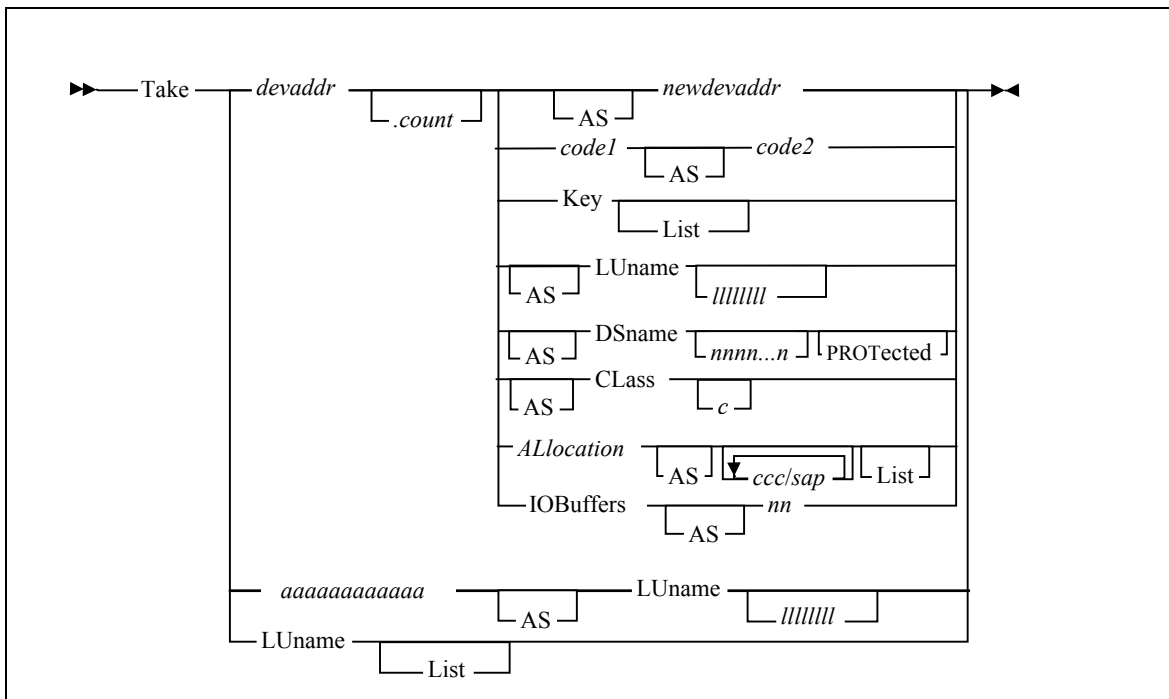 Take devaddr newdevaddr
.count AS
code1 code2
AS
Key
List
LUname
AS llllllll
DSname
AS nnnn...n PROTected
CLass
AS c
ALlocation
AS ccc/sap List
IOBuffers nn
AS
aaaaaaaaaaaa LUname
AS llllllll
LUname
List